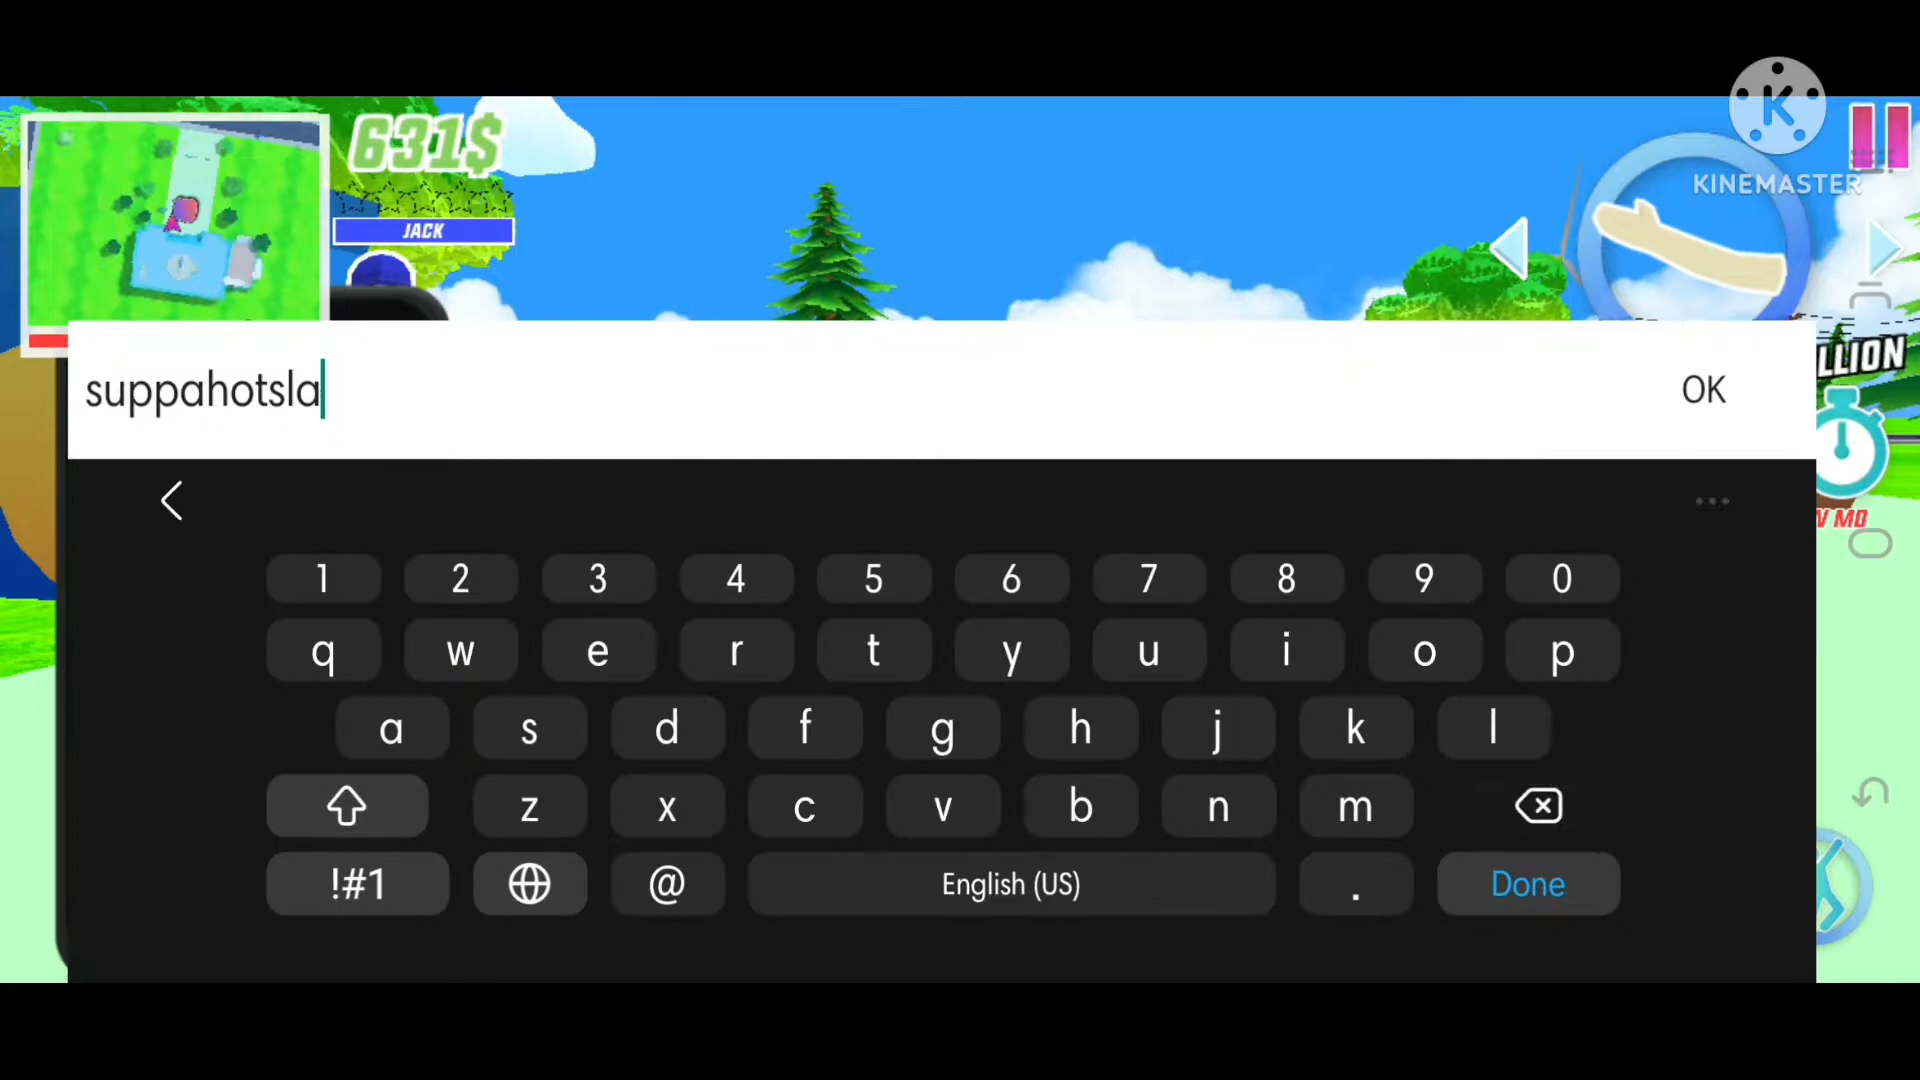 K
KINEMASTER
631$
JACK
LLION
suppahotsla
OK
1 2 3 4 5 6 7 8 9 0
q w e r t y u i o p
a s d f g h j k l
z x c v b n m
!#1 @ English (US) . Done
MO